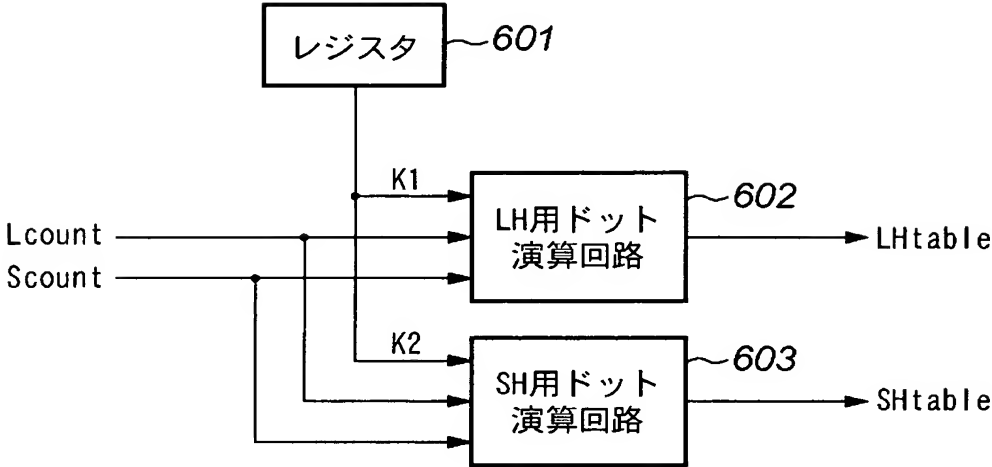 レジスタ
601
K1
LH用ドット
演算回路
602
Lcount
Scount
LHtable
K2
SH用ドット
演算回路
603
SHtable